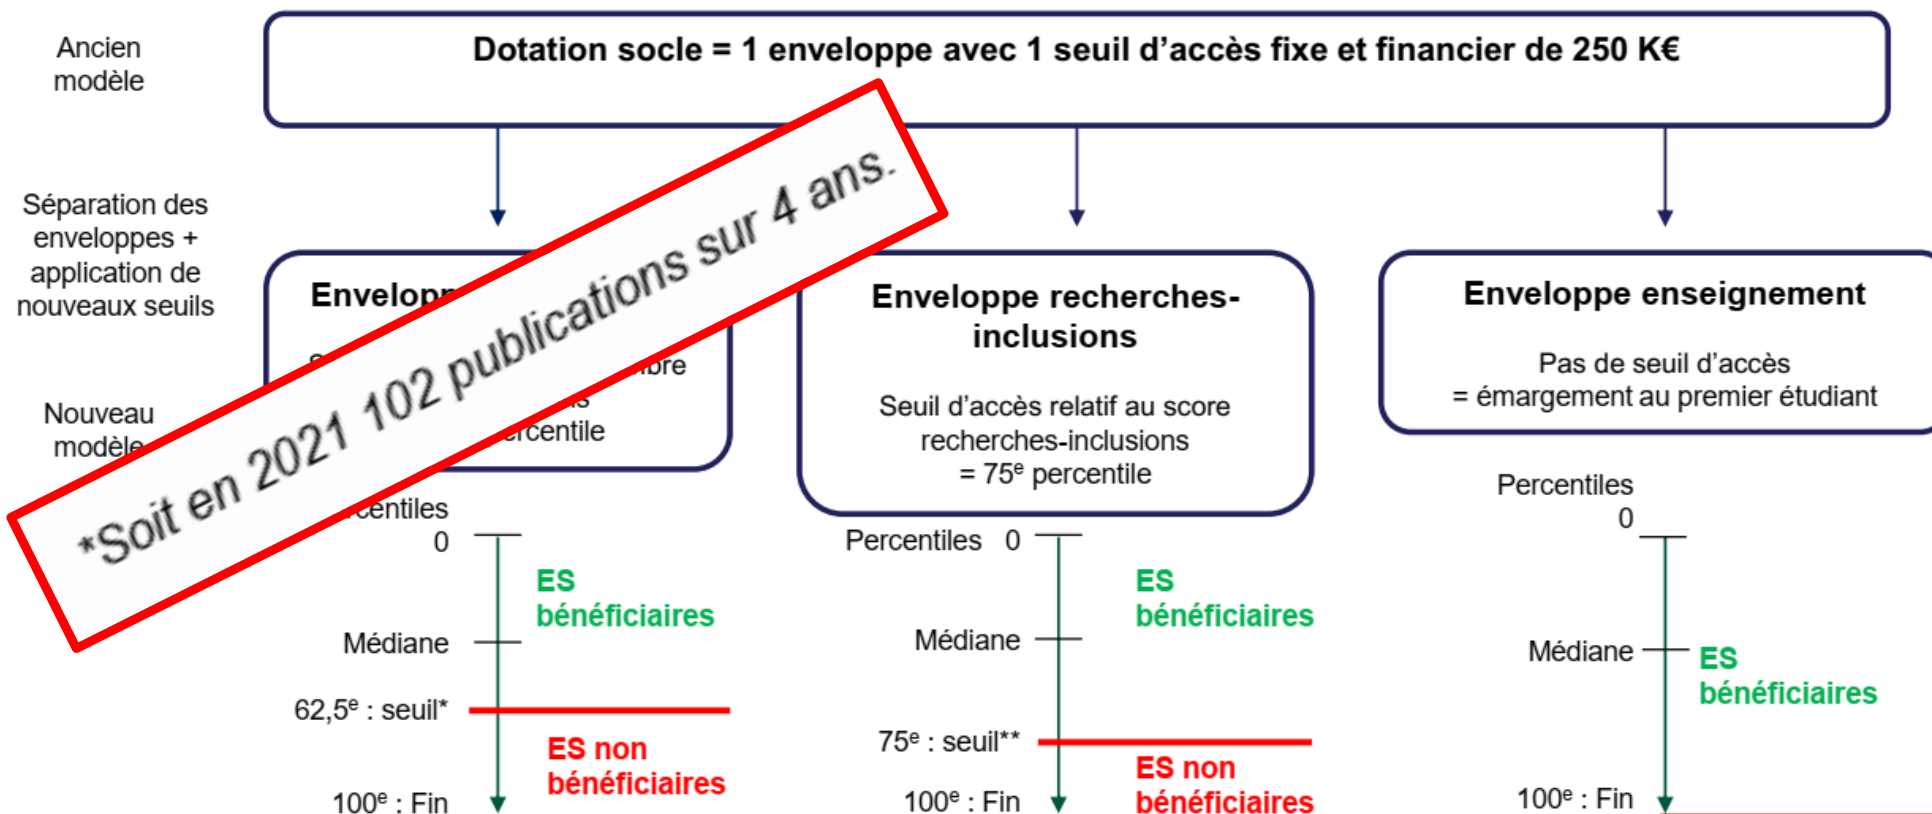 Ancien
modèle
Dotation socle = 1 enveloppe avec 1 seuil d'accès fixe et financier de 250 K€
Séparation des
enveloppes +
application de
nouveaux seuils
Nouveau
modèle
*Soit en 2021 102 publications sur 4 ans.
Enveloppe recherches-
inclusions
Seuil d'accès relatif au score
recherches-inclusions
= 75e percentile
Enveloppe enseignement
Pas de seuil d'accès
= émargement au premier étudiant
0
Médiane
62,5e : seuil*
100e : Fin
ES
bénéficiaires
ES non
bénéficiaires
Percentiles 0
Médiane
75e : seuil**
100e : Fin
ES
bénéficiaires
ES non
bénéficiaires
Percentiles
0
Médiane
100e : Fin
ES
bénéficiaires